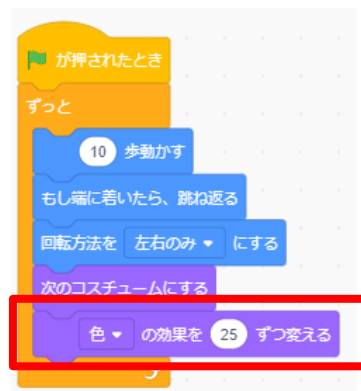 が押されたとき
ずっと
10 歩動かす
もし端に着いたら、跳ね返る
回転方法を 左右のみ にする
次のコスチュームにする
色 の効果を 25 ずつ変える